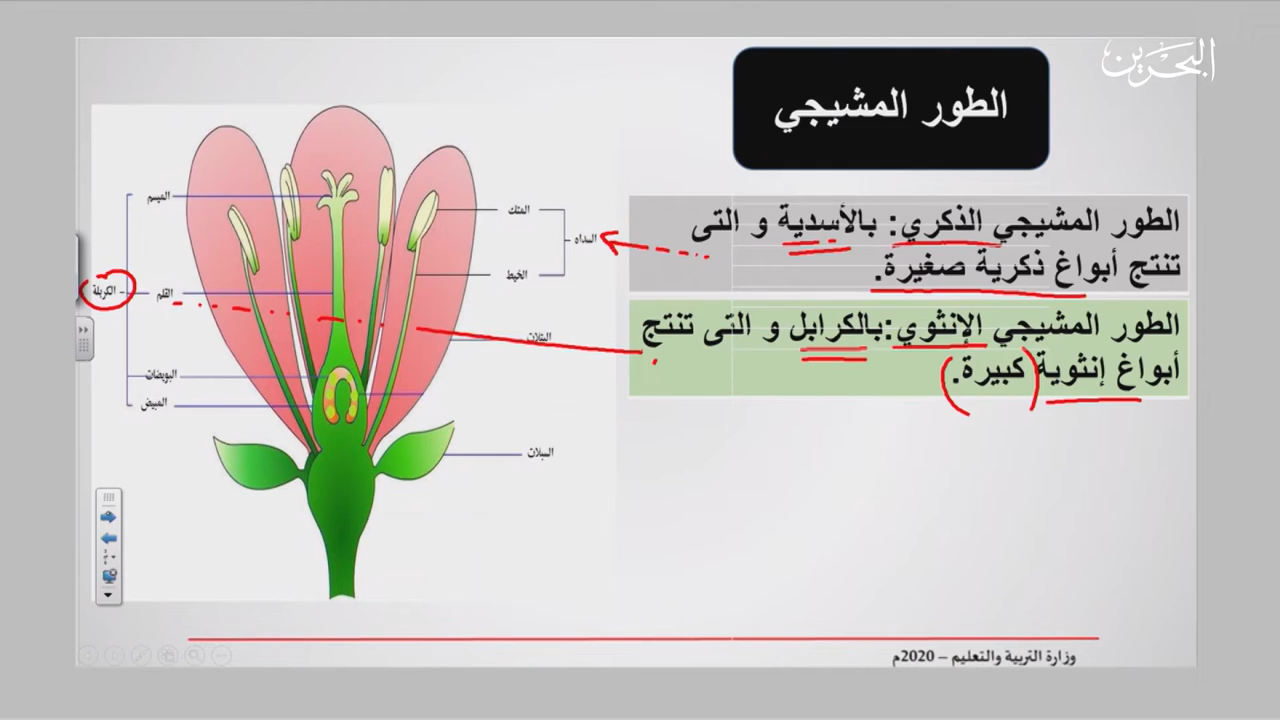 البحرين
الطور المشيجي
الطور المشيجي الذكري: بالأسدية و التى
تنتج أبواغ ذكرية صغيرة.
الطور المشيجي الإنثوي:بالكرابل و التى تنتج
أبواغ إنثوية كبيرة.
المتك
السداه
الخيط
البتلات
السبلات
الميسم
القلم
الكربلة
البويضات
المبيض
وزارة التربية والتعليم – 2020م